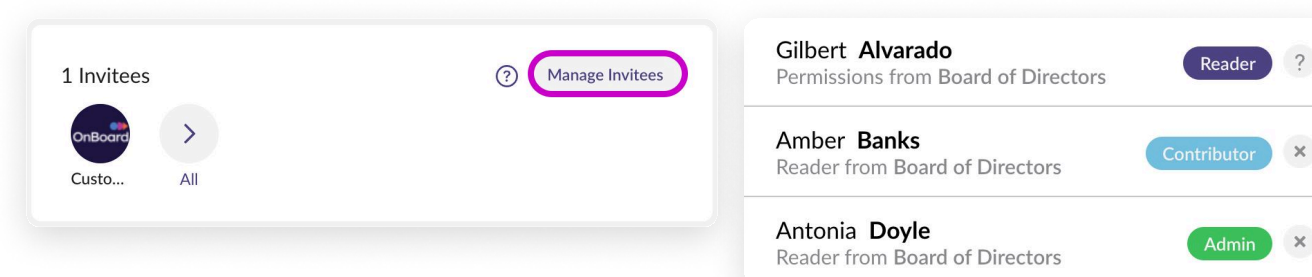 1 Invitees
? Manage Invitees
OnBoard
Custo...
All
Gilbert Alvarado
Permissions from Board of Directors
Reader ?
Amber Banks
Reader from Board of Directors
Contributor ×
Antonia Doyle
Reader from Board of Directors
Admin ×